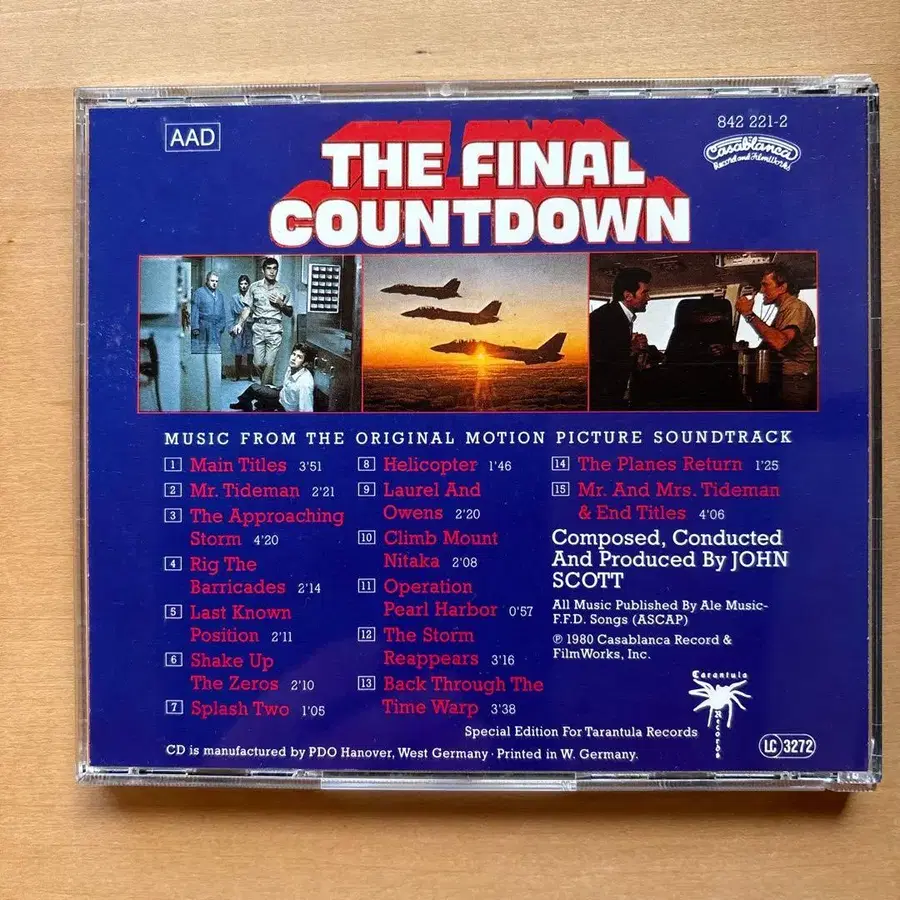 AAD
842 221-2
Casablanca
Record and FilmWorks
THE FINAL
COUNTDOWN
MUSIC FROM THE ORIGINAL MOTION PICTURE SOUNDTRACK
1 Main Titles 3'51
2 Mr. Tideman 2'21
3 The Approaching
Storm 4'20
4 Rig The
Barricades 2'14
5 Last Known
Position 2'11
6 Shake Up
The Zeros 2'10
7 Splash Two 1'05
8 Helicopter 1'46
9 Laurel And
Owens 2'20
10 Climb Mount
Nitaka 2'08
11 Operation
Pearl Harbor 0'57
12 The Storm
Reappears 3'16
13 Back Through The
Time Warp 3'38
14 The Planes Return 1'25
15 Mr. And Mrs. Tideman
& End Titles 4'06
Composed, Conducted
And Produced By JOHN
SCOTT
All Music Published By Ale Music-
F.F.D. Songs (ASCAP)
℗ 1980 Casablanca Record &
FilmWorks, Inc.
Tarantula
Records
Special Edition For Tarantula Records
CD is manufactured by PDO Hanover, West Germany · Printed in W. Germany.
LC 3272